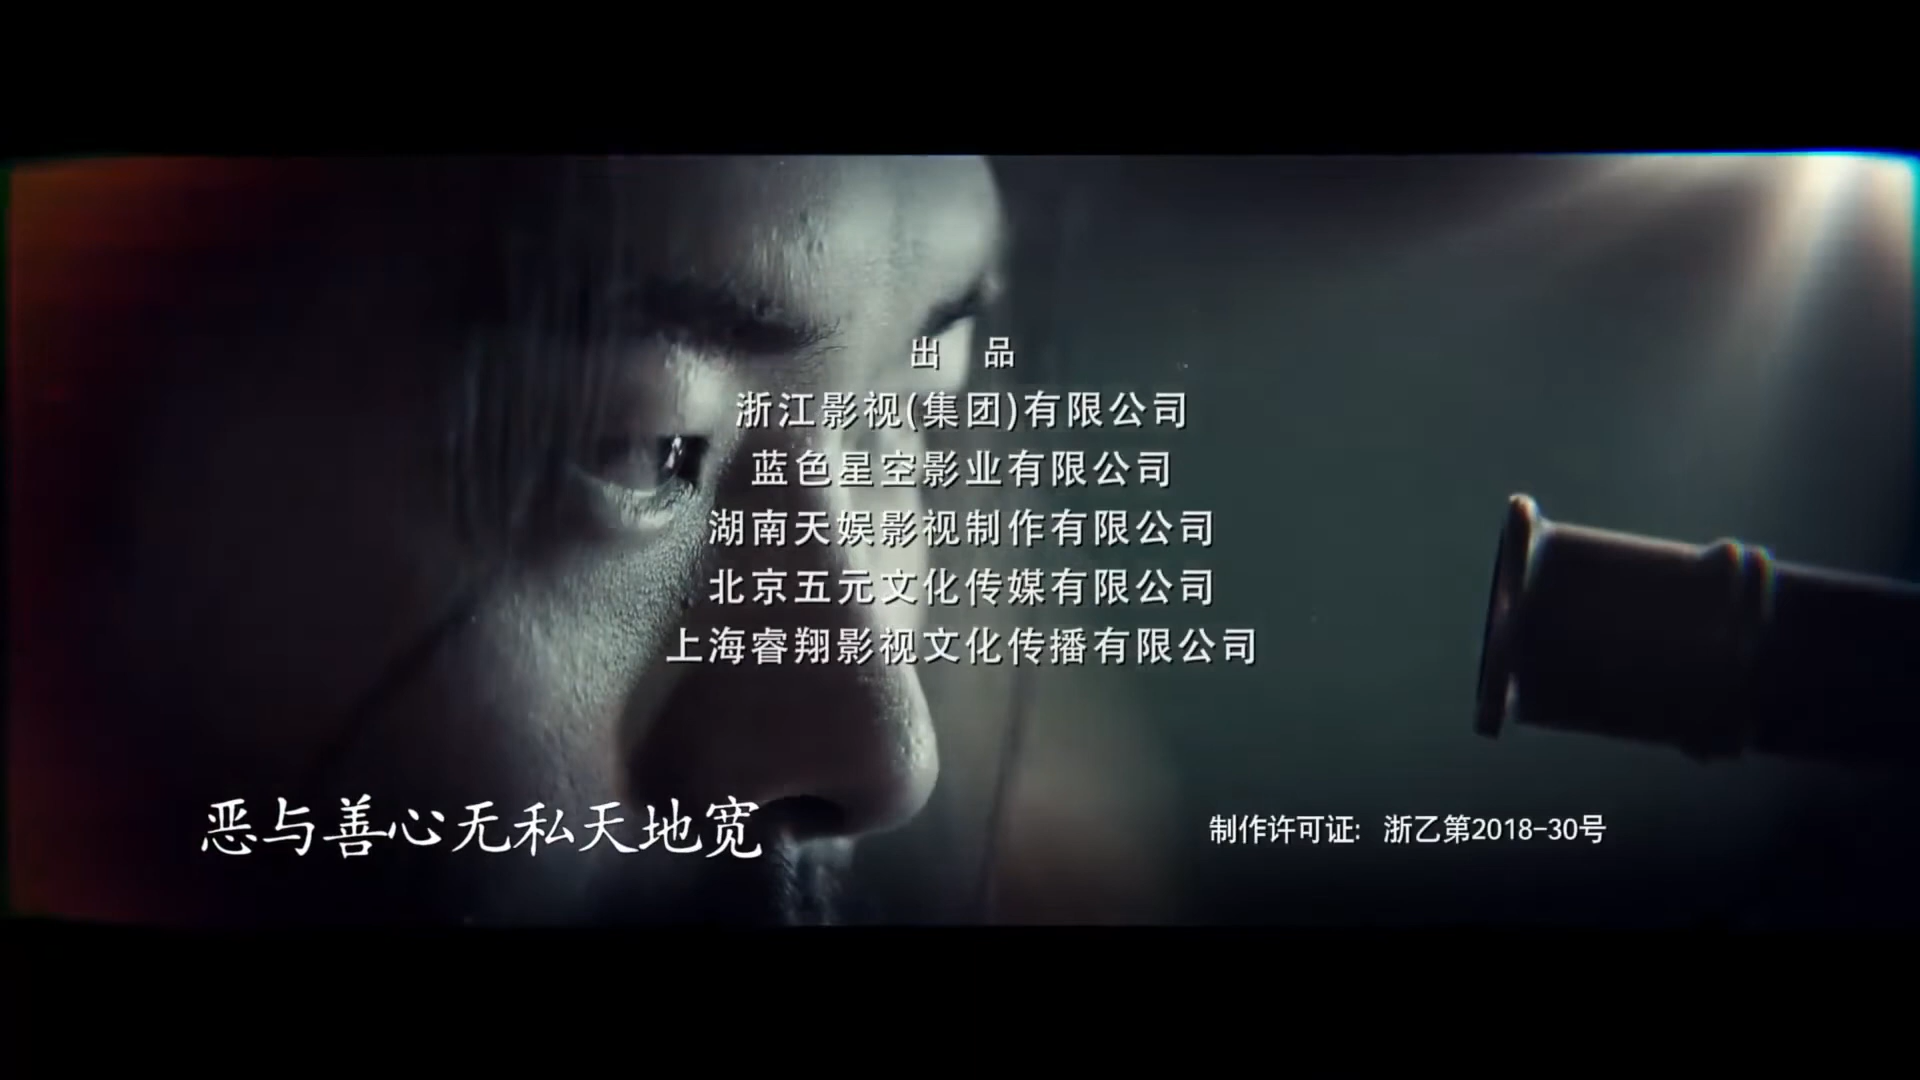 出 品
浙江影视(集团)有限公司
蓝色星空影业有限公司
湖南天娱影视制作有限公司
北京五元文化传媒有限公司
上海睿翔影视文化传播有限公司
恶与善心无私天地宽
制作许可证: 浙乙第2018-30号